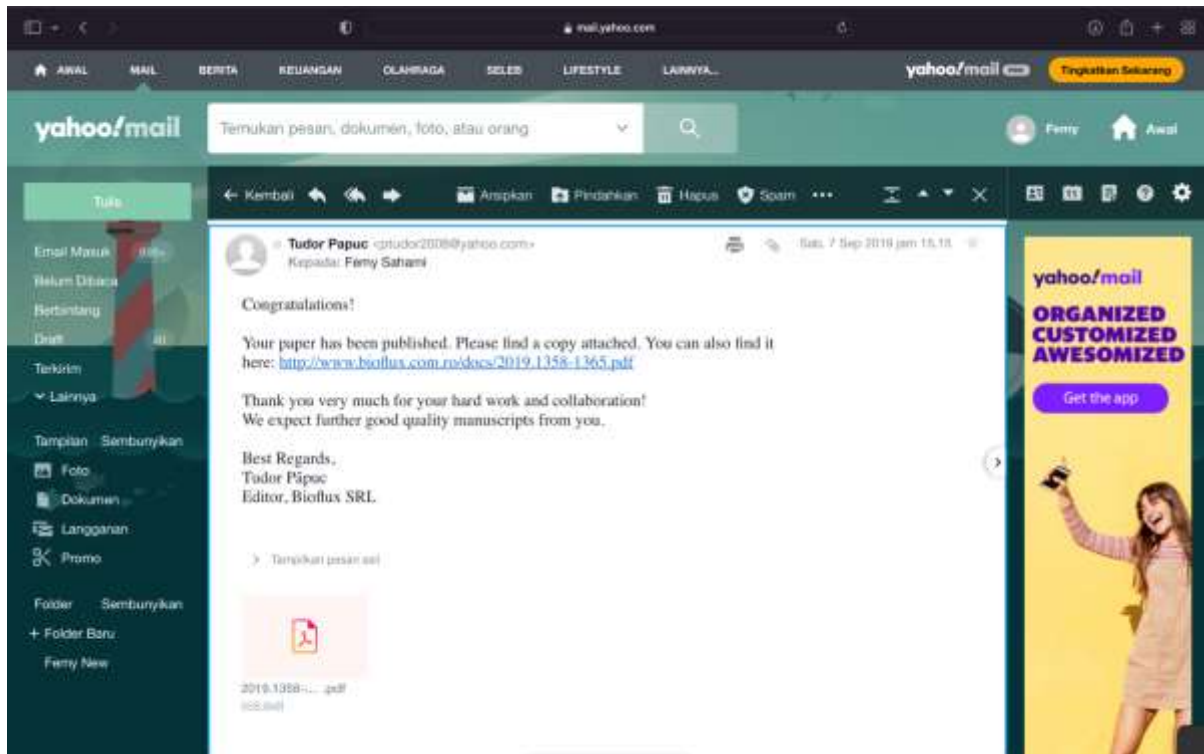 mail.yahoo.com
AWAL MAIL BERITA KEUANGAN OLAHRAGA SELEB LIFESTYLE LAINNYA... yahoo!mail Tingkatkan Sekarang
yahoo!mail Temukan pesan, dokumen, foto, atau orang Femy Awal
Tulis
← Kembali Arsipkan Pindahkan Hapus Spam •••
Email Masuk
Belum Dibaca
Berbintang
Draft
Terkirim
Lainnya
Tampilan Sembunyikan
Foto
Dokumen
Langganan
Promo
Folder Sembunyikan
+ Folder Baru
Femy New
Tudor Papuc <ptudor2008@yahoo.com> Sab, 7 Sep 2019 jam
Kepada: Femy Sahami
Congratulations!
Your paper has been published. Please find a copy attached. You can also find it
here: http://www.bioflux.com.ro/docs/2019.1358-1365.pdf
Thank you very much for your hard work and collaboration!
We expect further good quality manuscripts from you.
Best Regards,
Tudor Păpuc
Editor, Bioflux SRL
> Tampilkan pesan asli
2019.1358-... .pdf
yahoo!mail
ORGANIZED
CUSTOMIZED
AWESOMIZED
Get the app